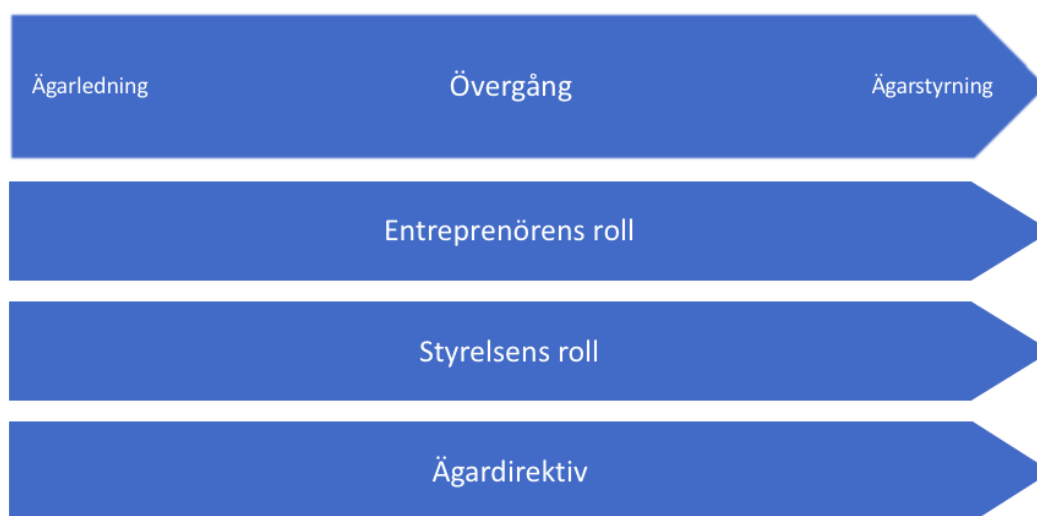 Ägarledning Övergång Ägarstyrning
Entreprenörens roll
Styrelsens roll
Ägardirektiv